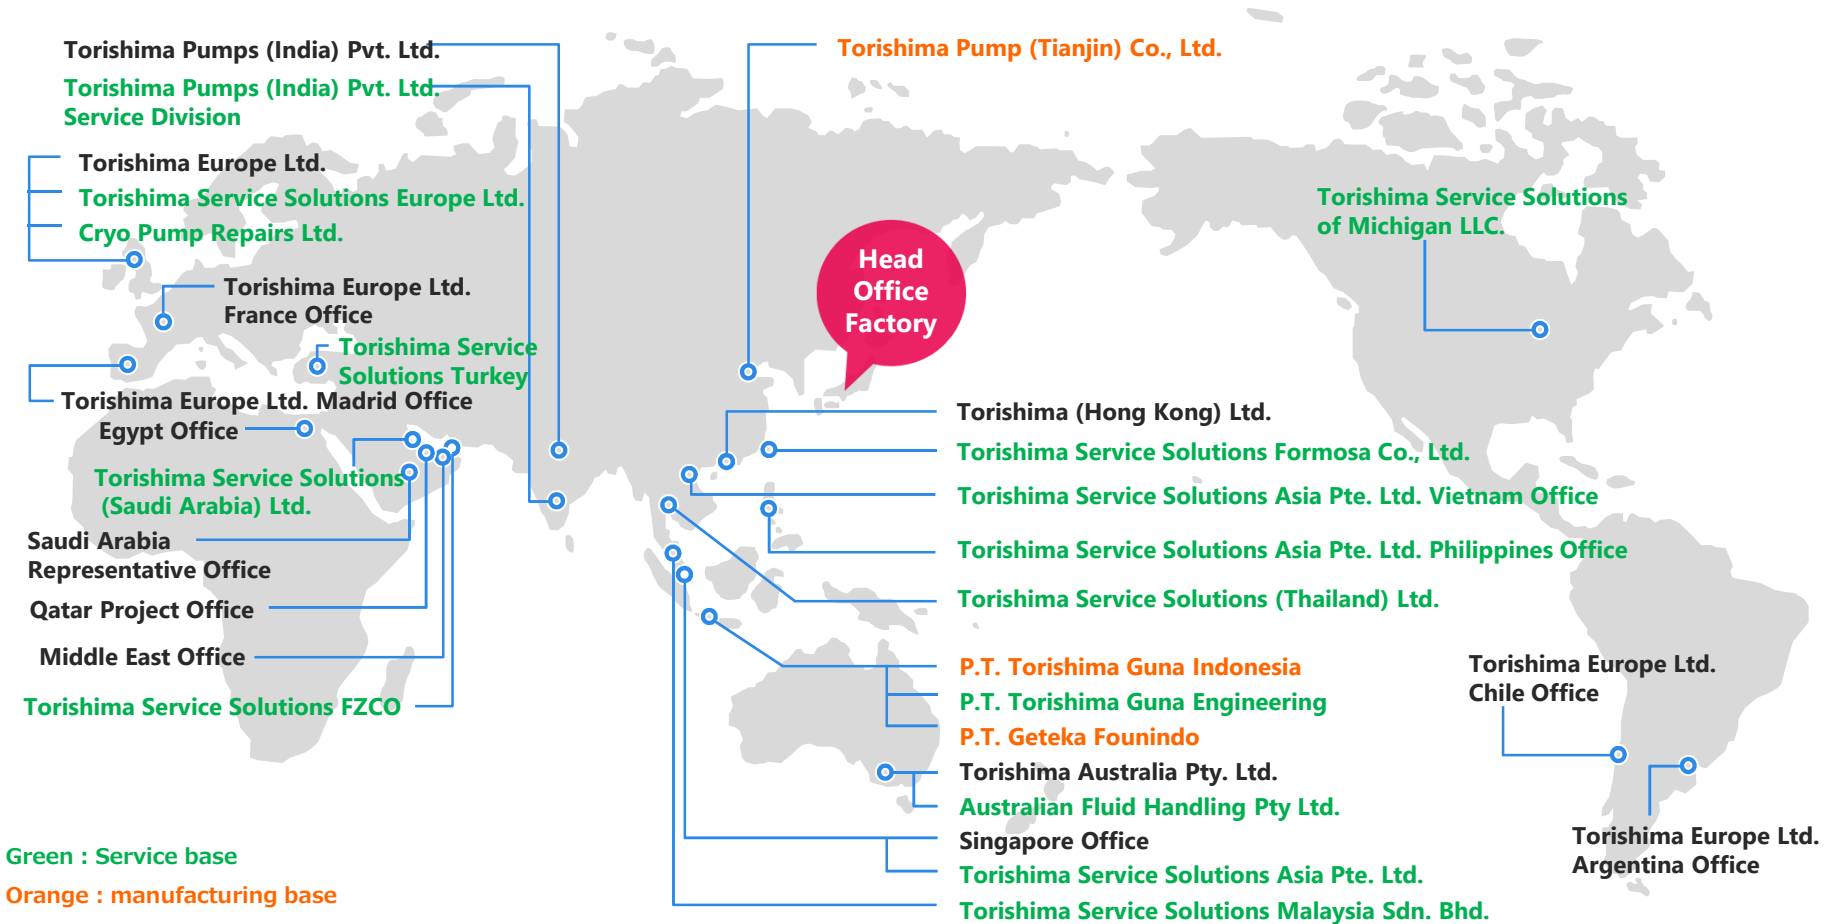 Torishima Pumps (India) Pvt. Ltd.
Torishima Pumps (India) Pvt. Ltd.
Service Division
Torishima Europe Ltd.
Torishima Service Solutions Europe Ltd.
Cryo Pump Repairs Ltd.
Torishima Europe Ltd.
France Office
Torishima Service
Solutions Turkey
Torishima Europe Ltd. Madrid Office
Egypt Office
Torishima Service Solutions
(Saudi Arabia) Ltd.
Saudi Arabia
Representative Office
Qatar Project Office
Middle East Office
Torishima Service Solutions FZCO
Green : Service base
Orange : manufacturing base
Torishima Pump (Tianjin) Co., Ltd.
Head
Office
Factory
Torishima Service Solutions
of Michigan LLC.
Torishima (Hong Kong) Ltd.
Torishima Service Solutions Formosa Co., Ltd.
Torishima Service Solutions Asia Pte. Ltd. Vietnam Office
Torishima Service Solutions Asia Pte. Ltd. Philippines Office
Torishima Service Solutions (Thailand) Ltd.
P.T. Torishima Guna Indonesia
P.T. Torishima Guna Engineering
P.T. Geteka Founindo
Torishima Australia Pty. Ltd.
Australian Fluid Handling Pty Ltd.
Singapore Office
Torishima Service Solutions Asia Pte. Ltd.
Torishima Service Solutions Malaysia Sdn. Bhd.
Torishima Europe Ltd.
Chile Office
Torishima Europe Ltd.
Argentina Office